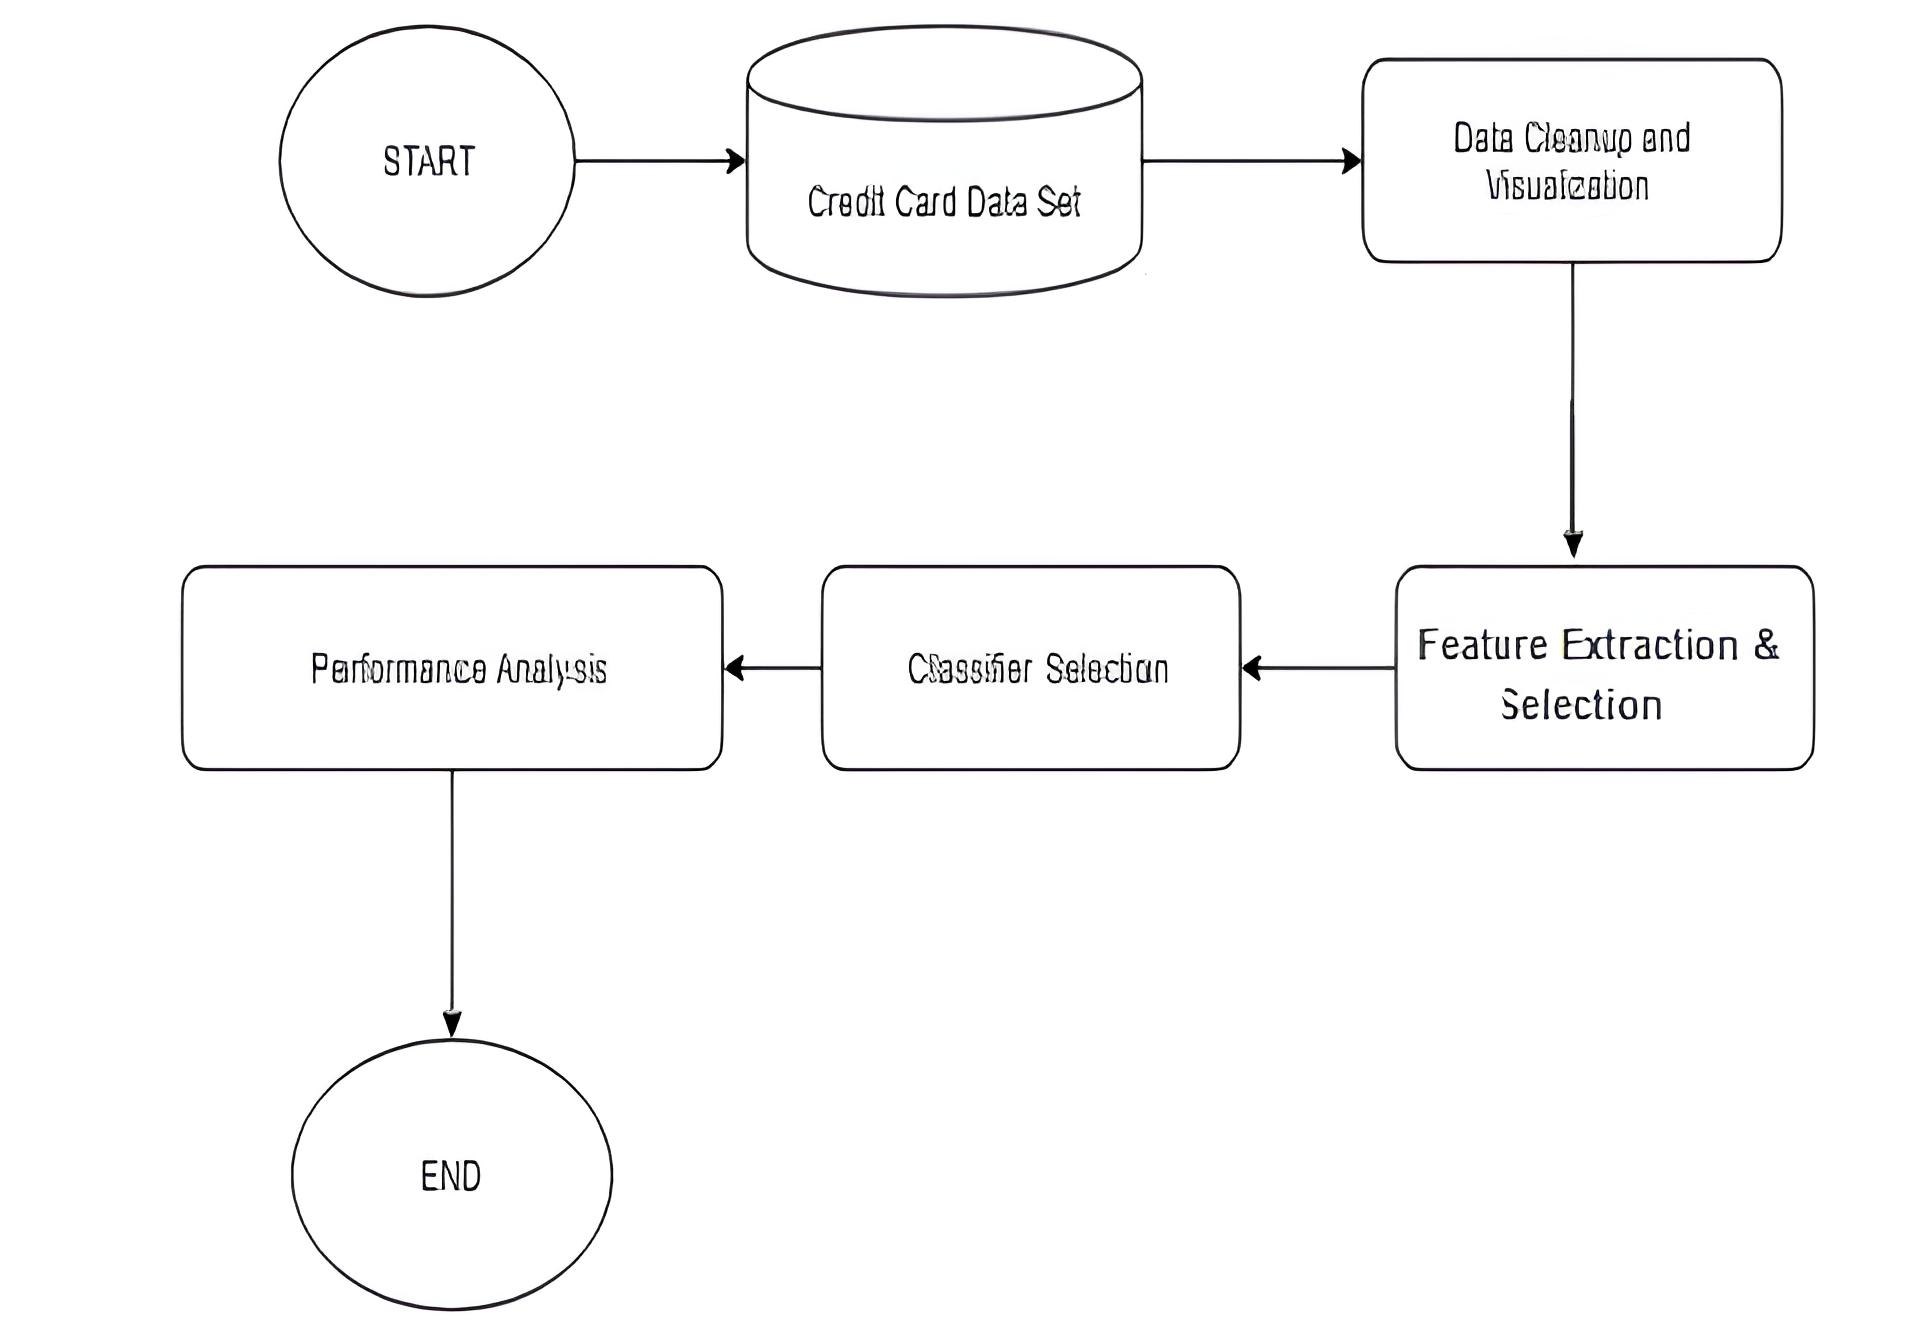 START
Credit Card Data Set
Data Cleanup and
Visualization
Feature Extraction &
Selection
Classifier Selection
Performance Analysis
END